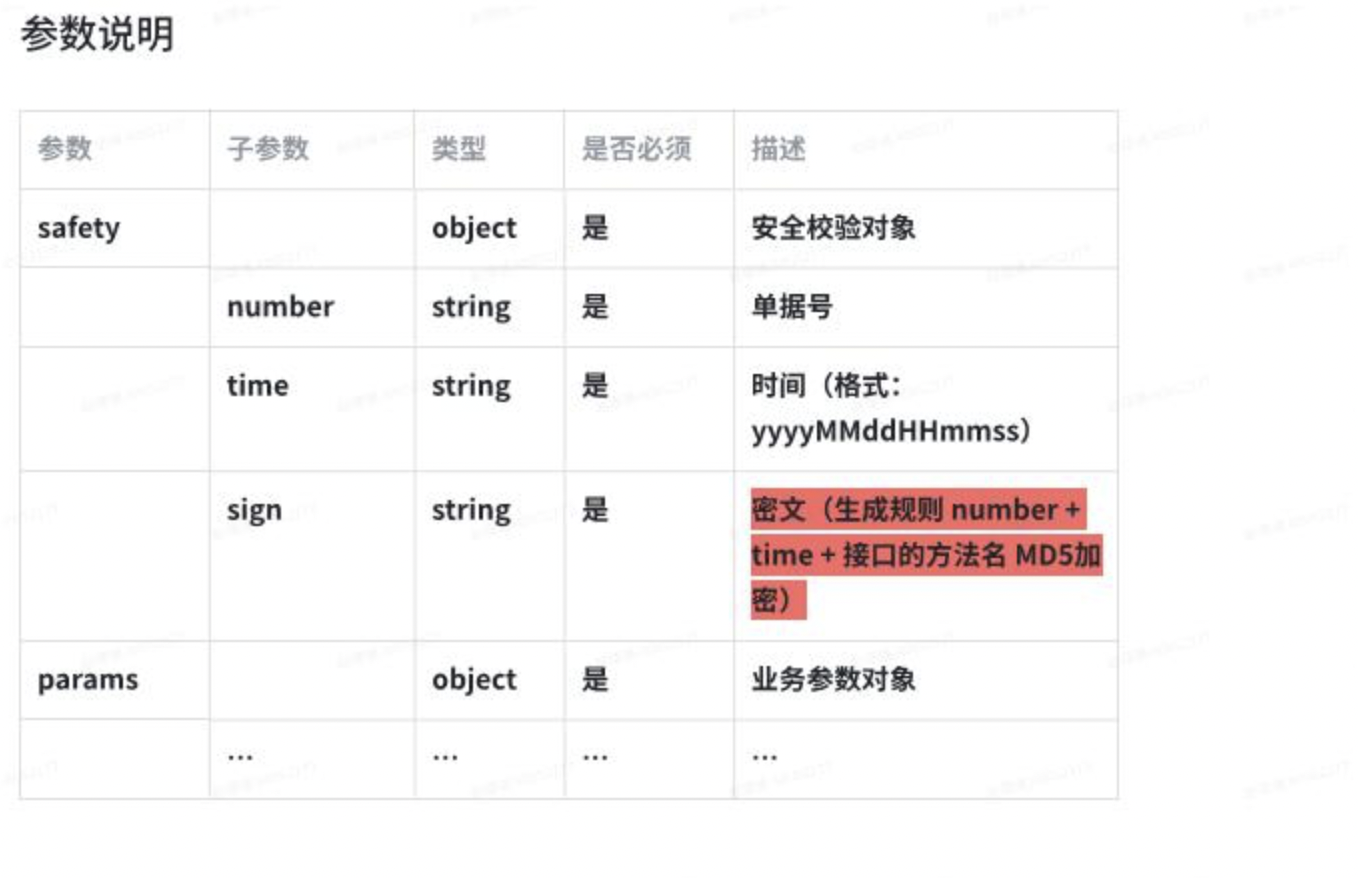 参数说明
参数 子参数 类型 是否必须 描述
safety object 是 安全校验对象
number string 是 单据号
time string 是 时间（格式：
yyyyMMddHHmmss）
sign string 是 密文（生成规则 number +
time + 接口的方法名 MD5加
密）
params object 是 业务参数对象
... ... ... ...